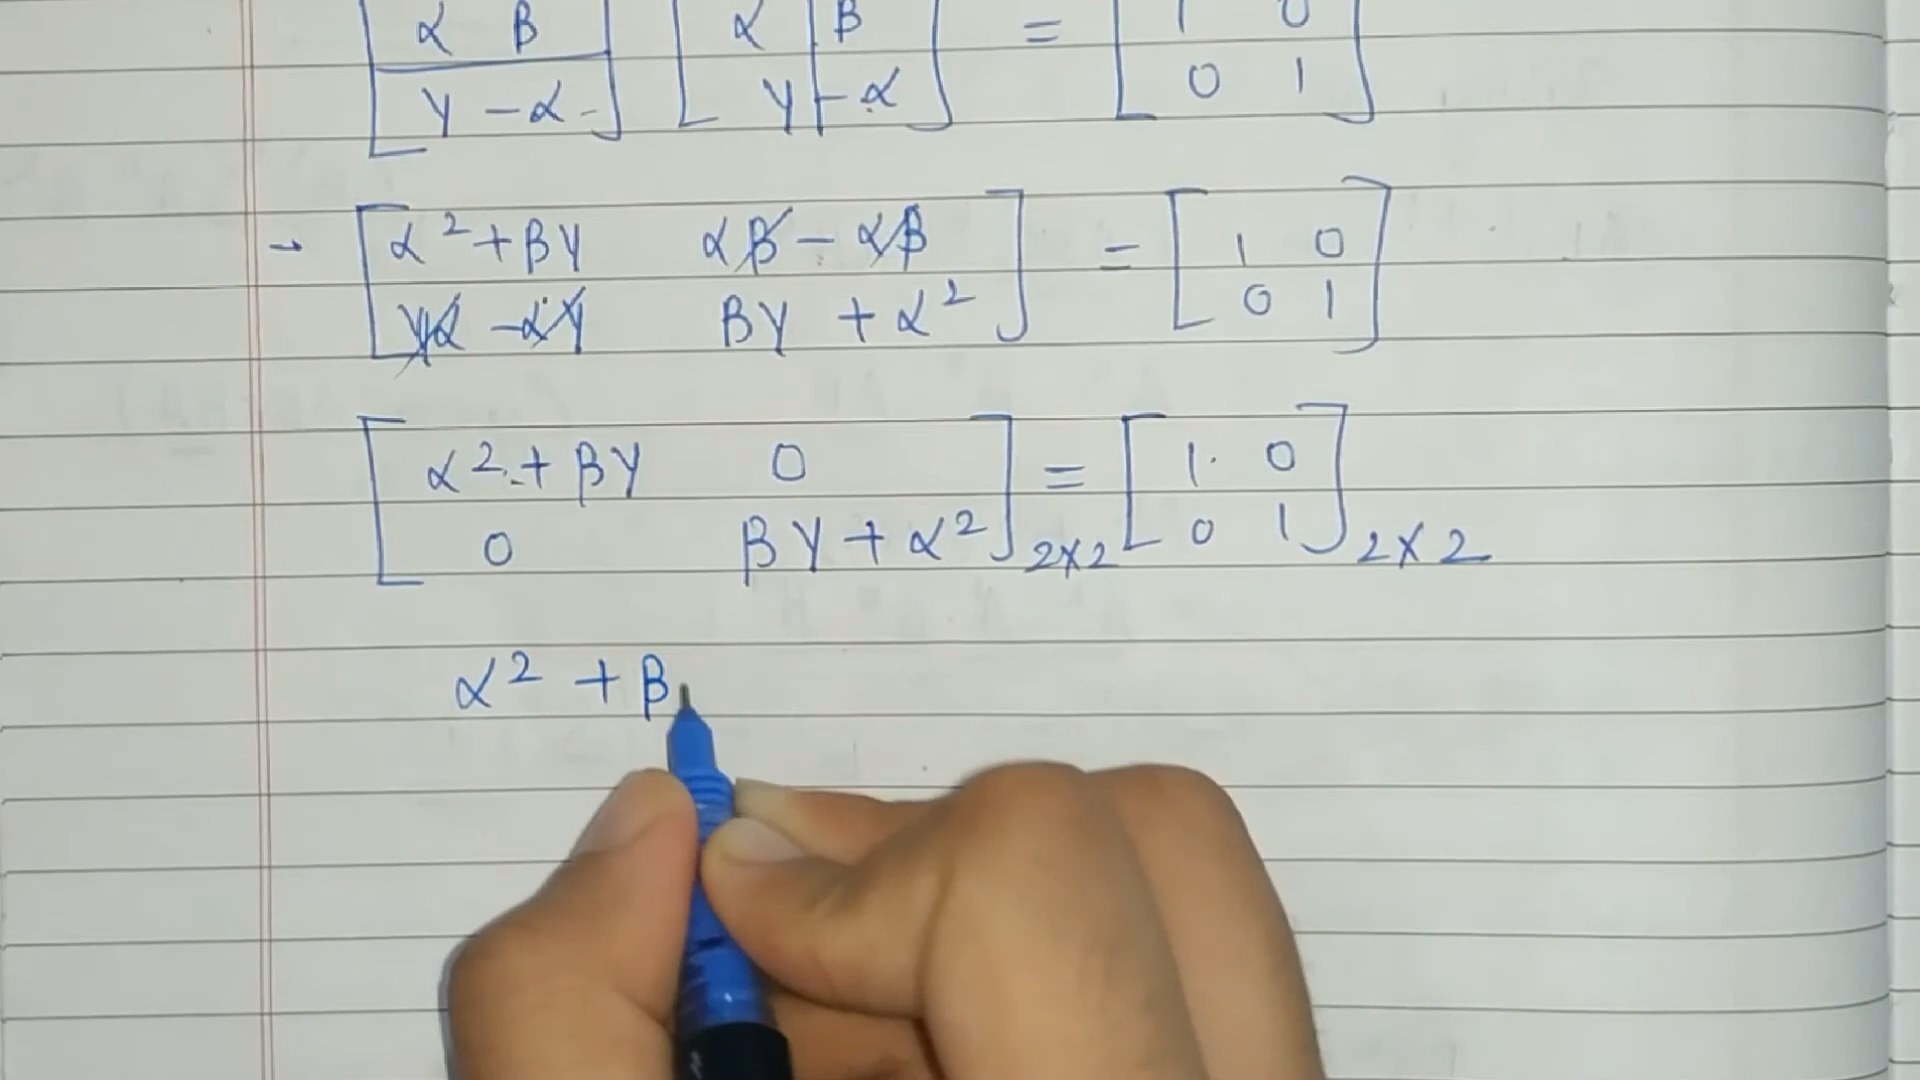 α β α β = 1 0
γ -α γ -α 0 1
→ α² + βγ αβ - αβ = 1 0
γα - αγ βγ + α² 0 1
α² + βγ 0 = 1 0
0 βγ + α² 2×2 0 1 2×2
α² + β